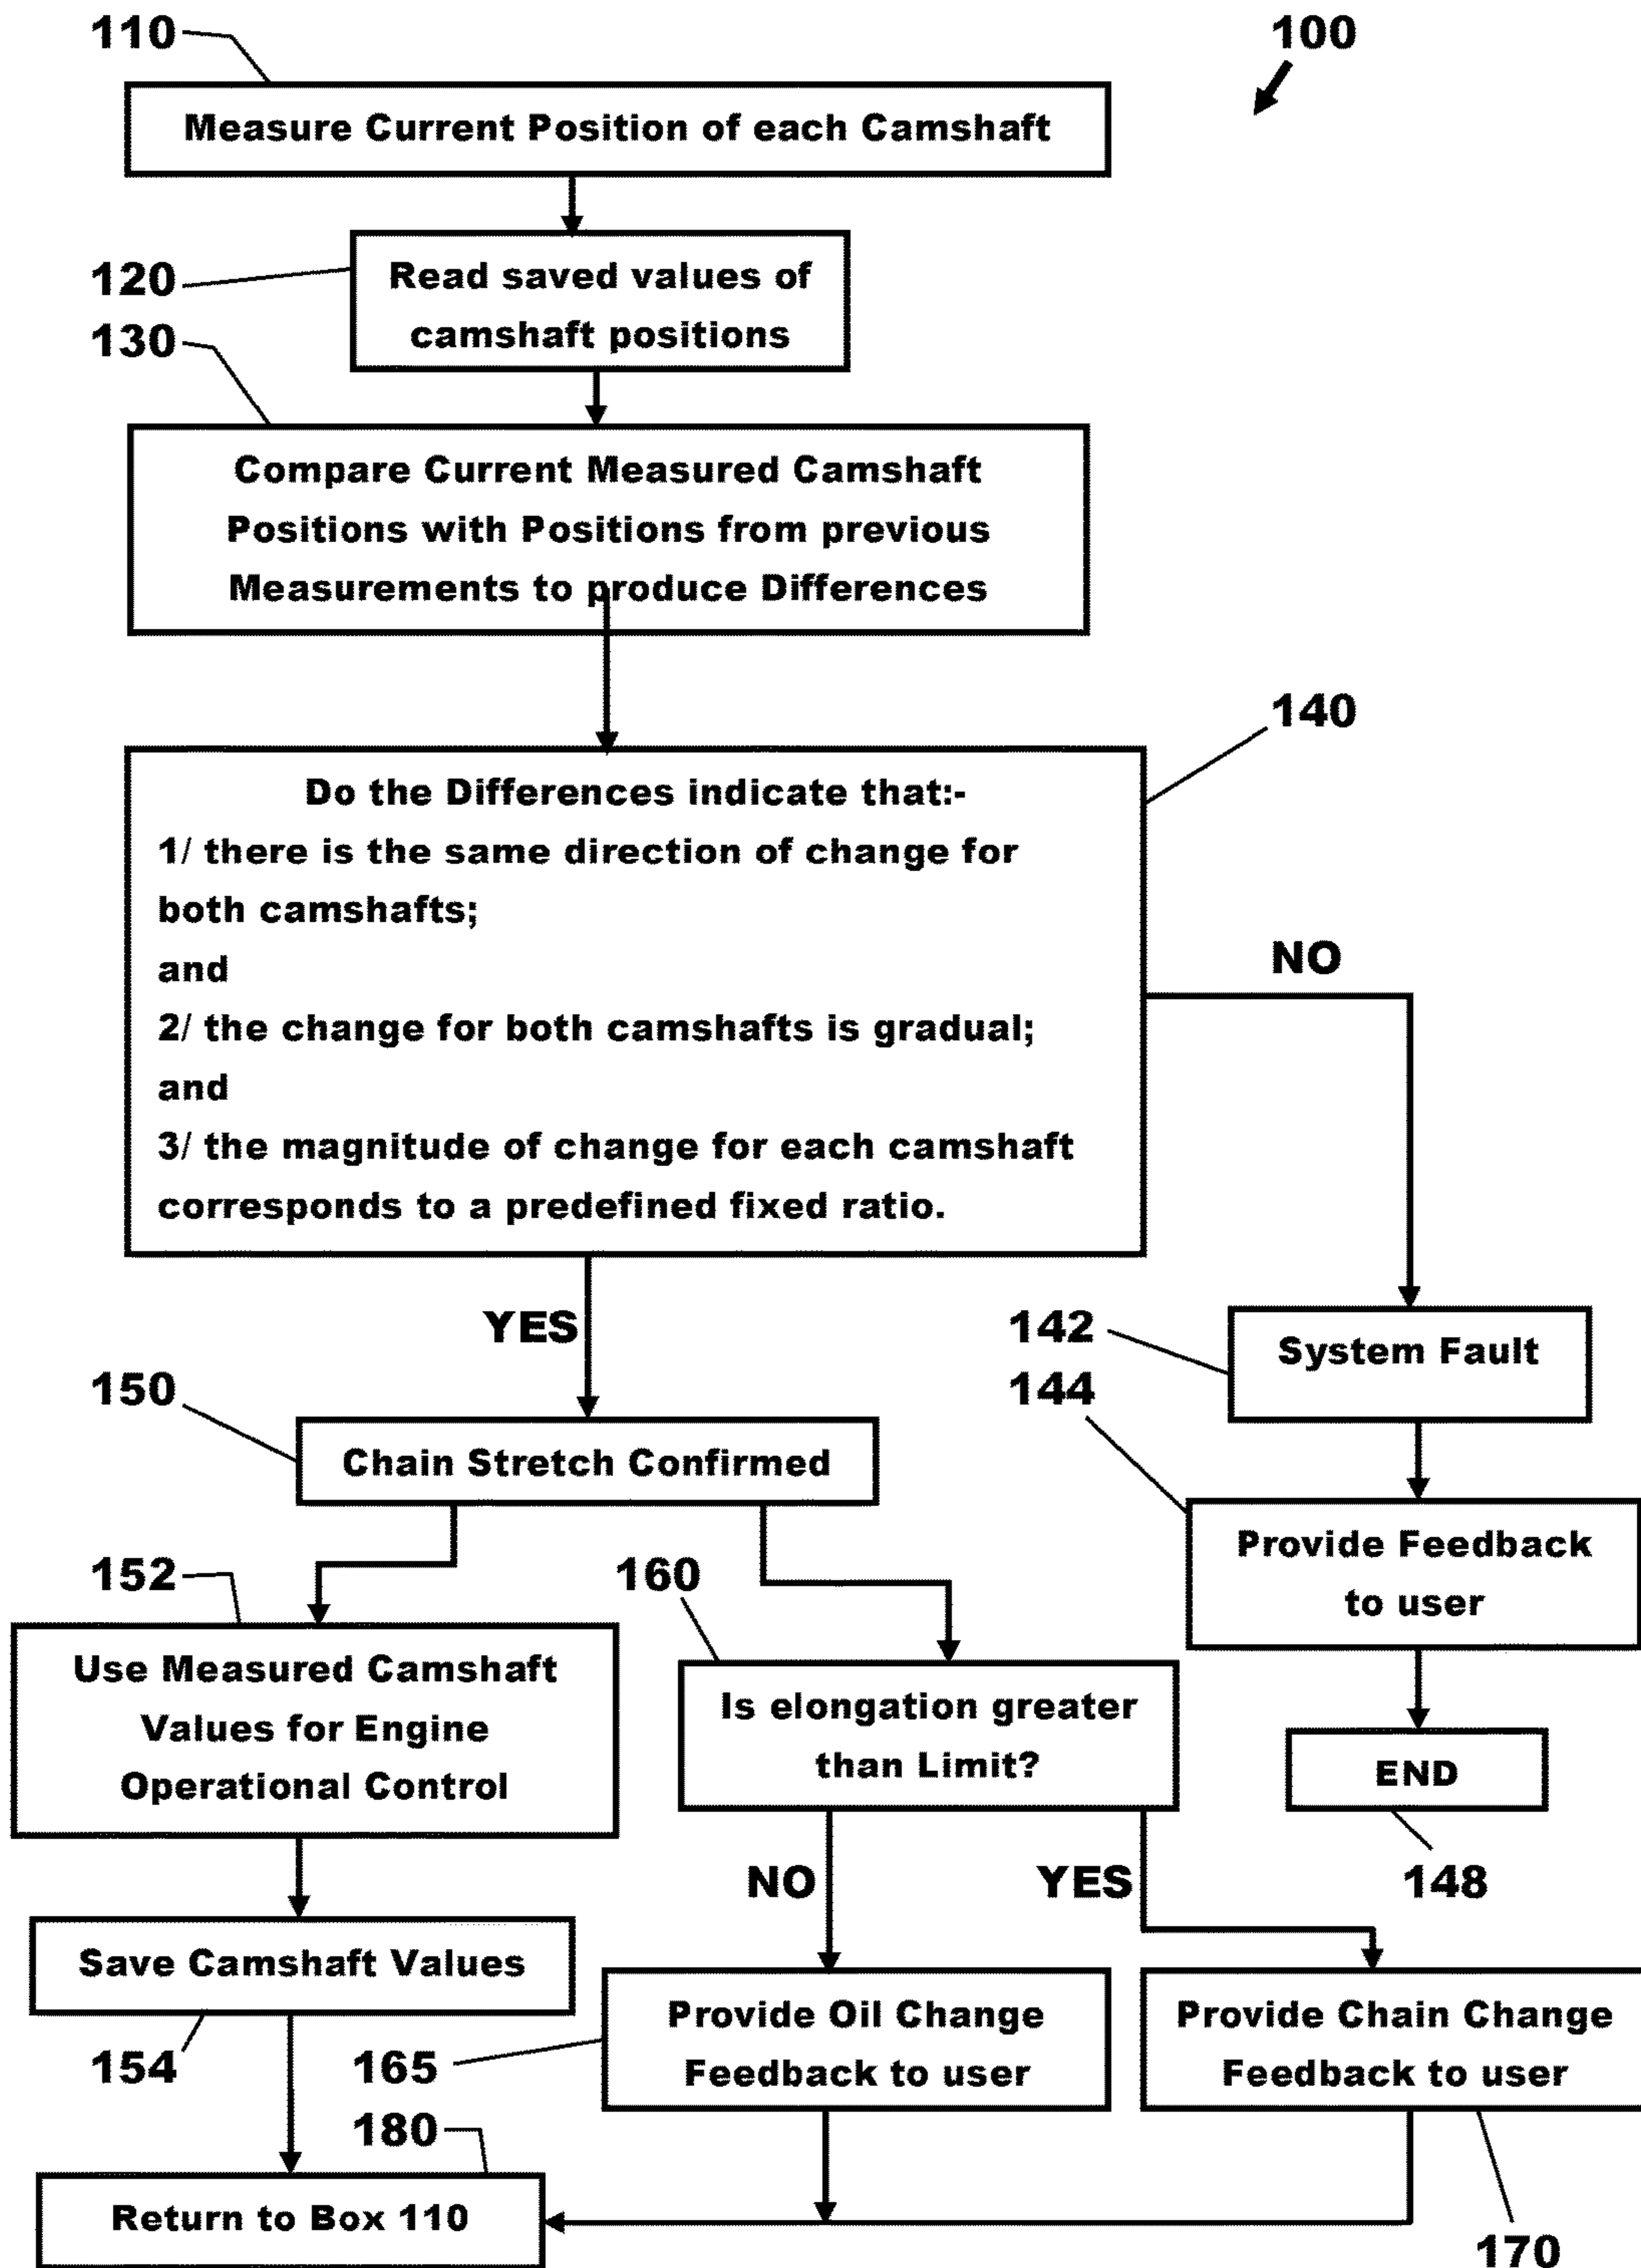 110
100
Measure Current Position of each Camshaft
120
Read saved values of
camshaft positions
130
Compare Current Measured Camshaft
Positions with Positions from previous
Measurements to produce Differences
140
Do the Differences indicate that:-
1/ there is the same direction of change for
both camshafts;
and
2/ the change for both camshafts is gradual;
and
3/ the magnitude of change for each camshaft
corresponds to a predefined fixed ratio.
NO
YES
142
System Fault
144
150
Chain Stretch Confirmed
Provide Feedback
to user
152
160
Use Measured Camshaft
Values for Engine
Operational Control
Is elongation greater
than Limit?
END
148
NO
YES
Save Camshaft Values
154
165
Provide Oil Change
Feedback to user
Provide Chain Change
Feedback to user
180
Return to Box 110
170